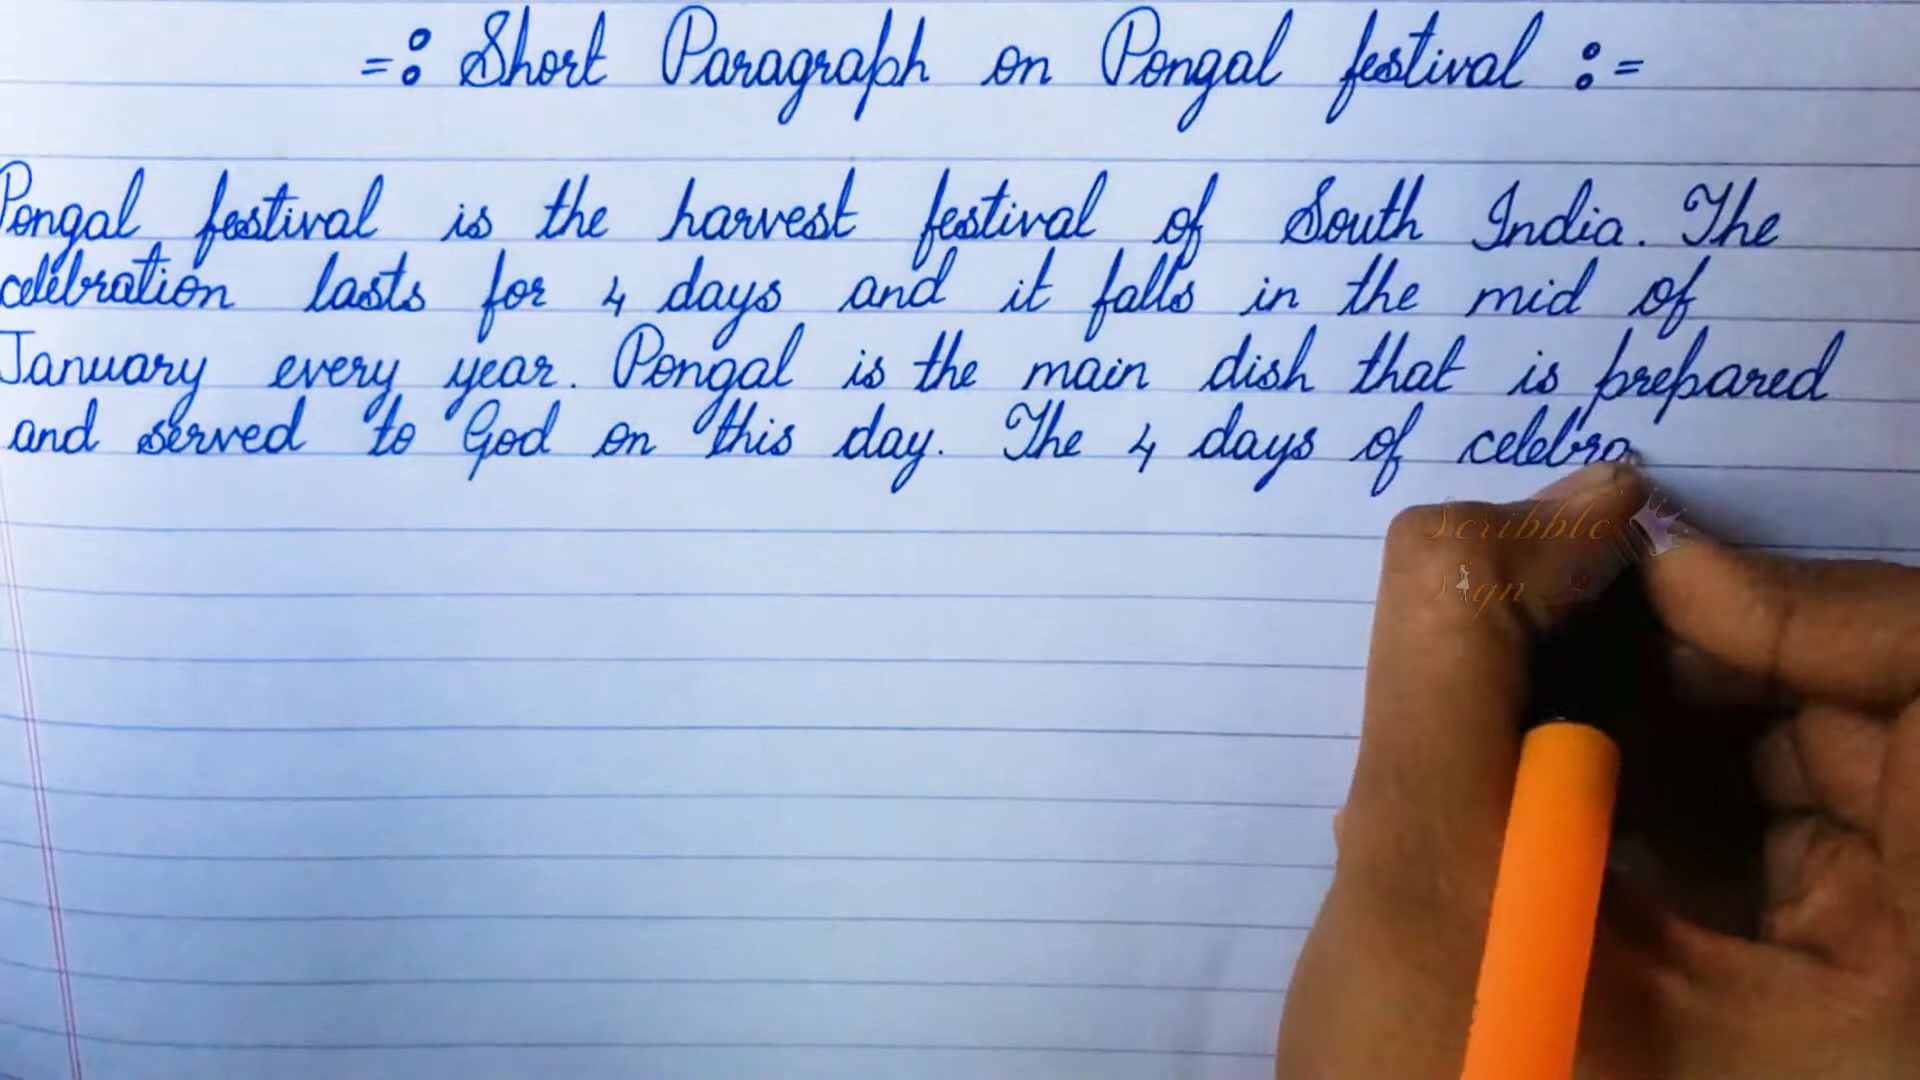 =: Short Paragraph on Pongal festival :=
Pongal festival is the harvest festival of South India. The
celebration lasts for 4 days and it falls in the mid of
January every year. Pongal is the main dish that is prepared
and served to God on this day. The 4 days of celebra
Scribble
Sign